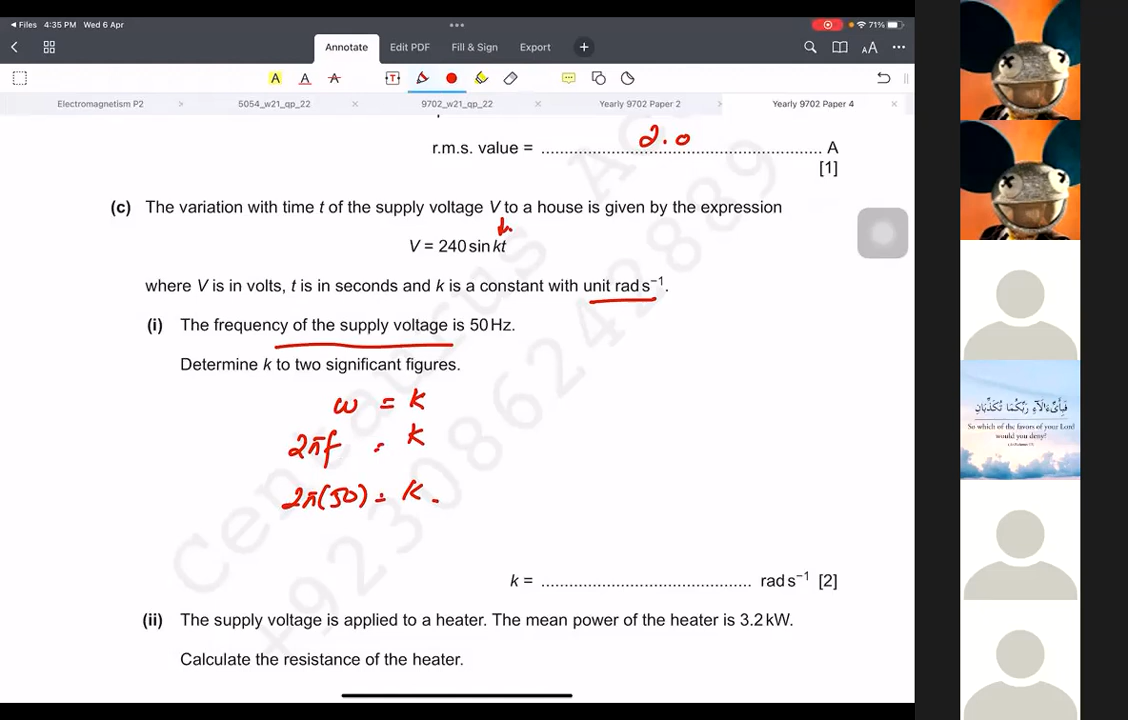 Files 4:35 PM Wed 6 Apr 71%
Annotate Edit PDF Fill & Sign Export
Electromagnetism P2 5054_w21_qp_22 9702_w21_qp_22 Yearly 9702 Paper 2 Yearly 9702 Paper 4
r.m.s. value = .......... 2.0 .......... A
[1]
(c) The variation with time t of the supply voltage V to a house is given by the expression
V = 240 sin kt
where V is in volts, t is in seconds and k is a constant with unit rad s⁻¹.
(i) The frequency of the supply voltage is 50 Hz.
Determine k to two significant figures.
ω = k
2πf = k
2π(50) = k.
k = .......... rad s⁻¹ [2]
(ii) The supply voltage is applied to a heater. The mean power of the heater is 3.2 kW.
Calculate the resistance of the heater.
+923086242889
So which of the favors of your Lord
would you deny?